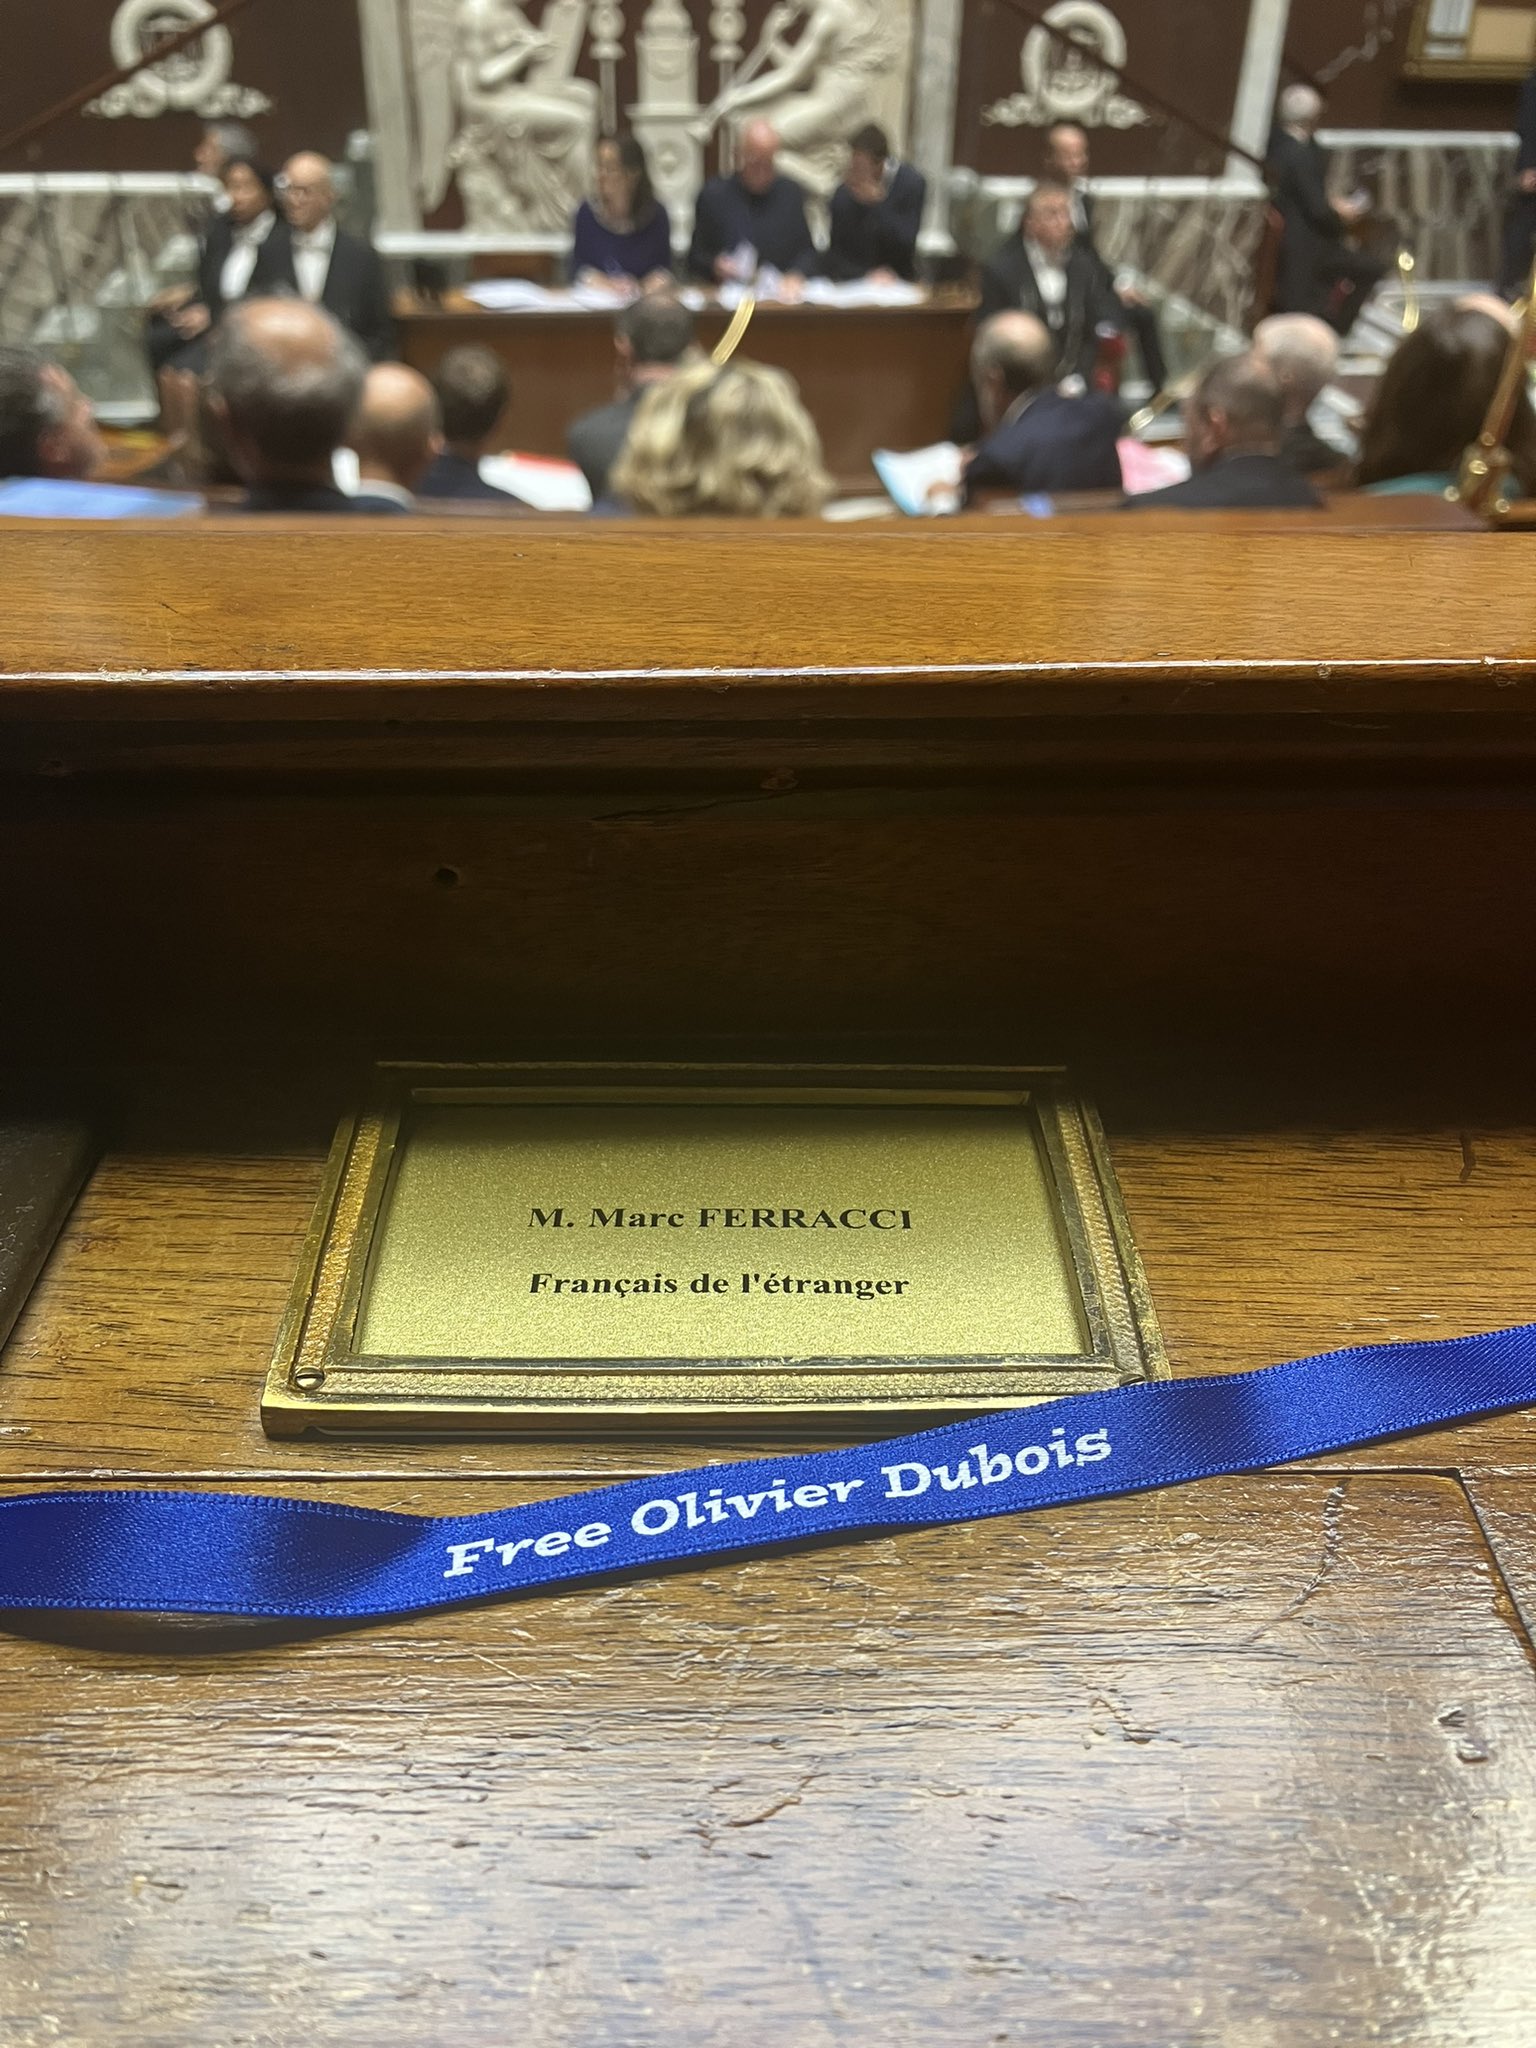 M. Marc FERRACCI
Français de l'étranger
Free Olivier Dubois